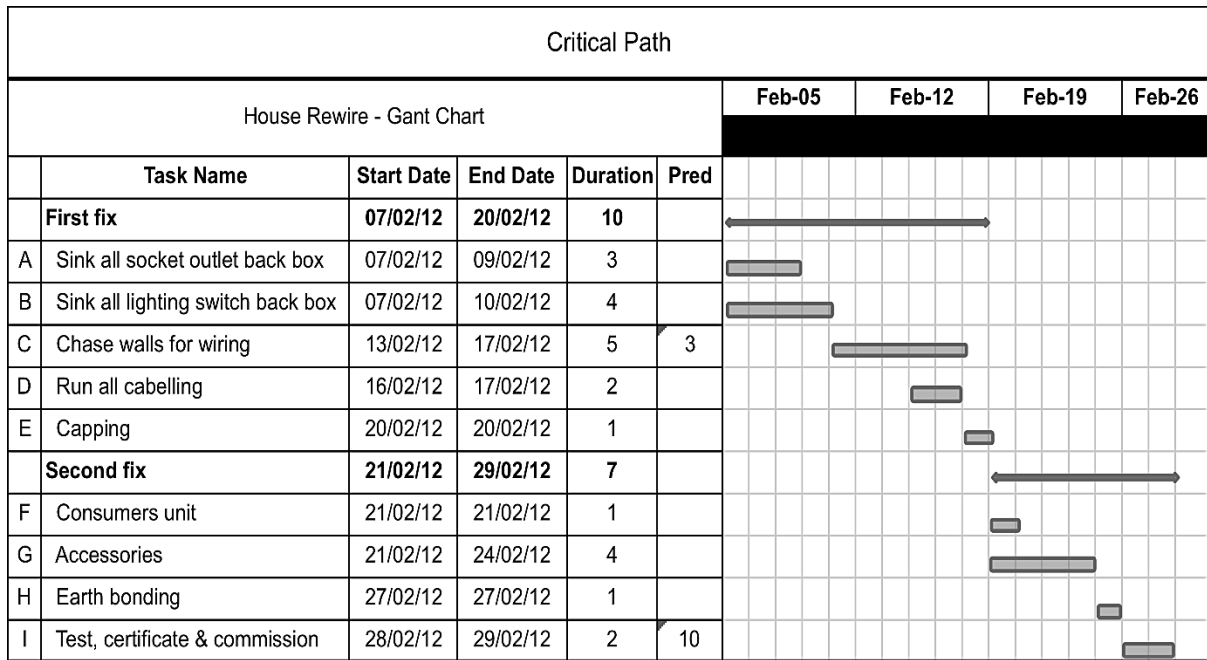 Critical Path
House Rewire - Gant Chart
Feb-05 Feb-12 Feb-19 Feb-26
Task Name Start Date End Date Duration Pred
First fix 07/02/12 20/02/12 10
A Sink all socket outlet back box 07/02/12 09/02/12 3
B Sink all lighting switch back box 07/02/12 10/02/12 4
C Chase walls for wiring 13/02/12 17/02/12 5 3
D Run all cabelling 16/02/12 17/02/12 2
E Capping 20/02/12 20/02/12 1
Second fix 21/02/12 29/02/12 7
F Consumers unit 21/02/12 21/02/12 1
G Accessories 21/02/12 24/02/12 4
H Earth bonding 27/02/12 27/02/12 1
I Test, certificate & commission 28/02/12 29/02/12 2 10